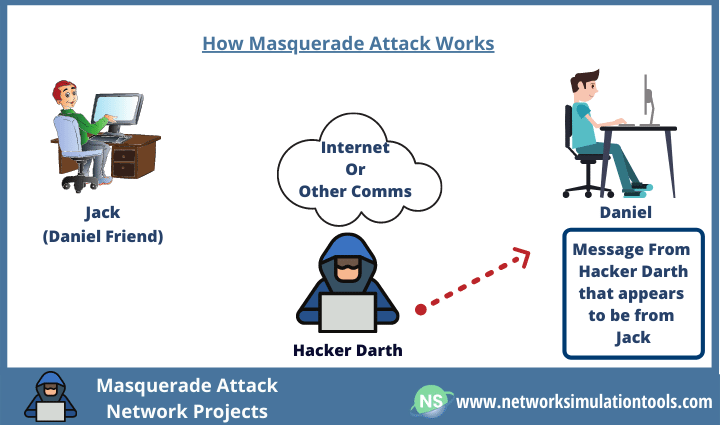 How Masquerade Attack Works
Internet
Or
Other Comms
Jack
(Daniel Friend)
Daniel
Message From
Hacker Darth
that appears
to be from
Jack
Hacker Darth
Masquerade Attack
Network Projects
NS
www.networksimulationtools.com